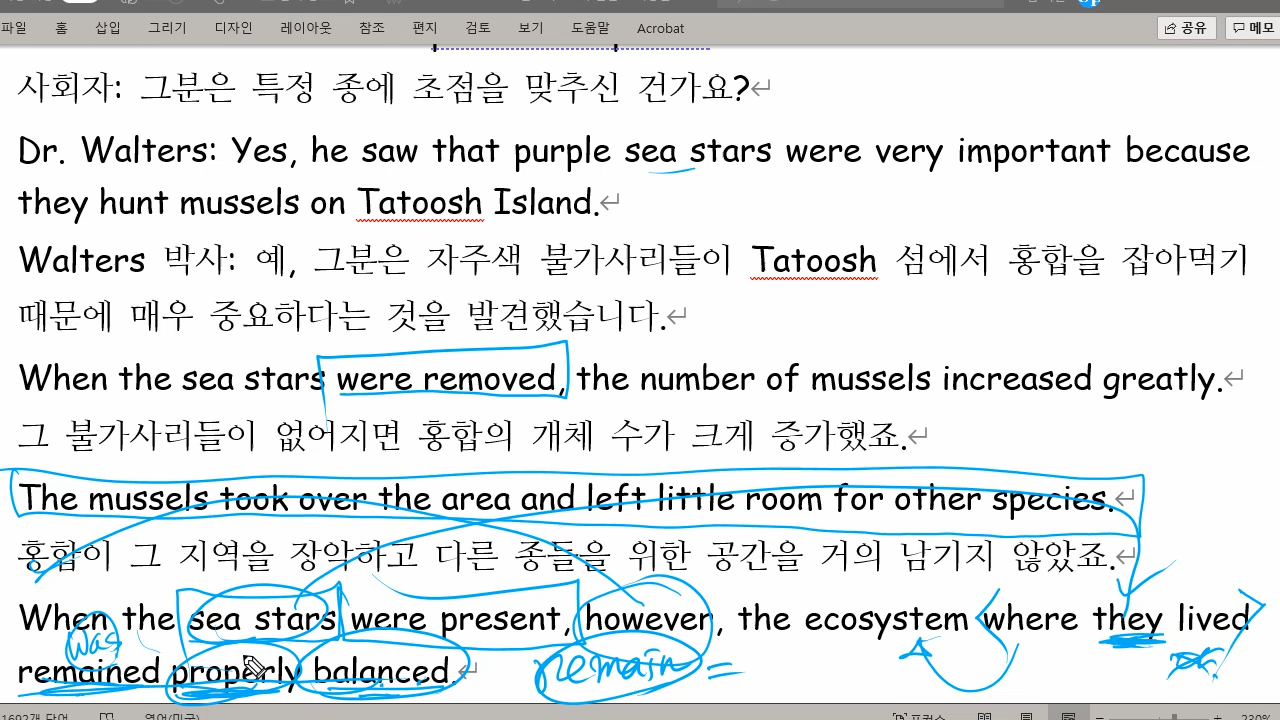 파일 홈 삽입 그리기 디자인 레이아웃 참조 편지 검토 보기 도움말 Acrobat 공유 메모
사회자: 그분은 특정 종에 초점을 맞추신 건가요?
Dr. Walters: Yes, he saw that purple sea stars were very important because
they hunt mussels on Tatoosh Island.
Walters 박사: 예, 그분은 자주색 불가사리들이 Tatoosh 섬에서 홍합을 잡아먹기
때문에 매우 중요하다는 것을 발견했습니다.
When the sea stars were removed, the number of mussels increased greatly.
그 불가사리들이 없어지면 홍합의 개체 수가 크게 증가했죠.
The mussels took over the area and left little room for other species.
홍합이 그 지역을 장악하고 다른 종들을 위한 공간을 거의 남기지 않았죠.
When the sea stars were present, however, the ecosystem where they lived
was
remained properly balanced.
remain =